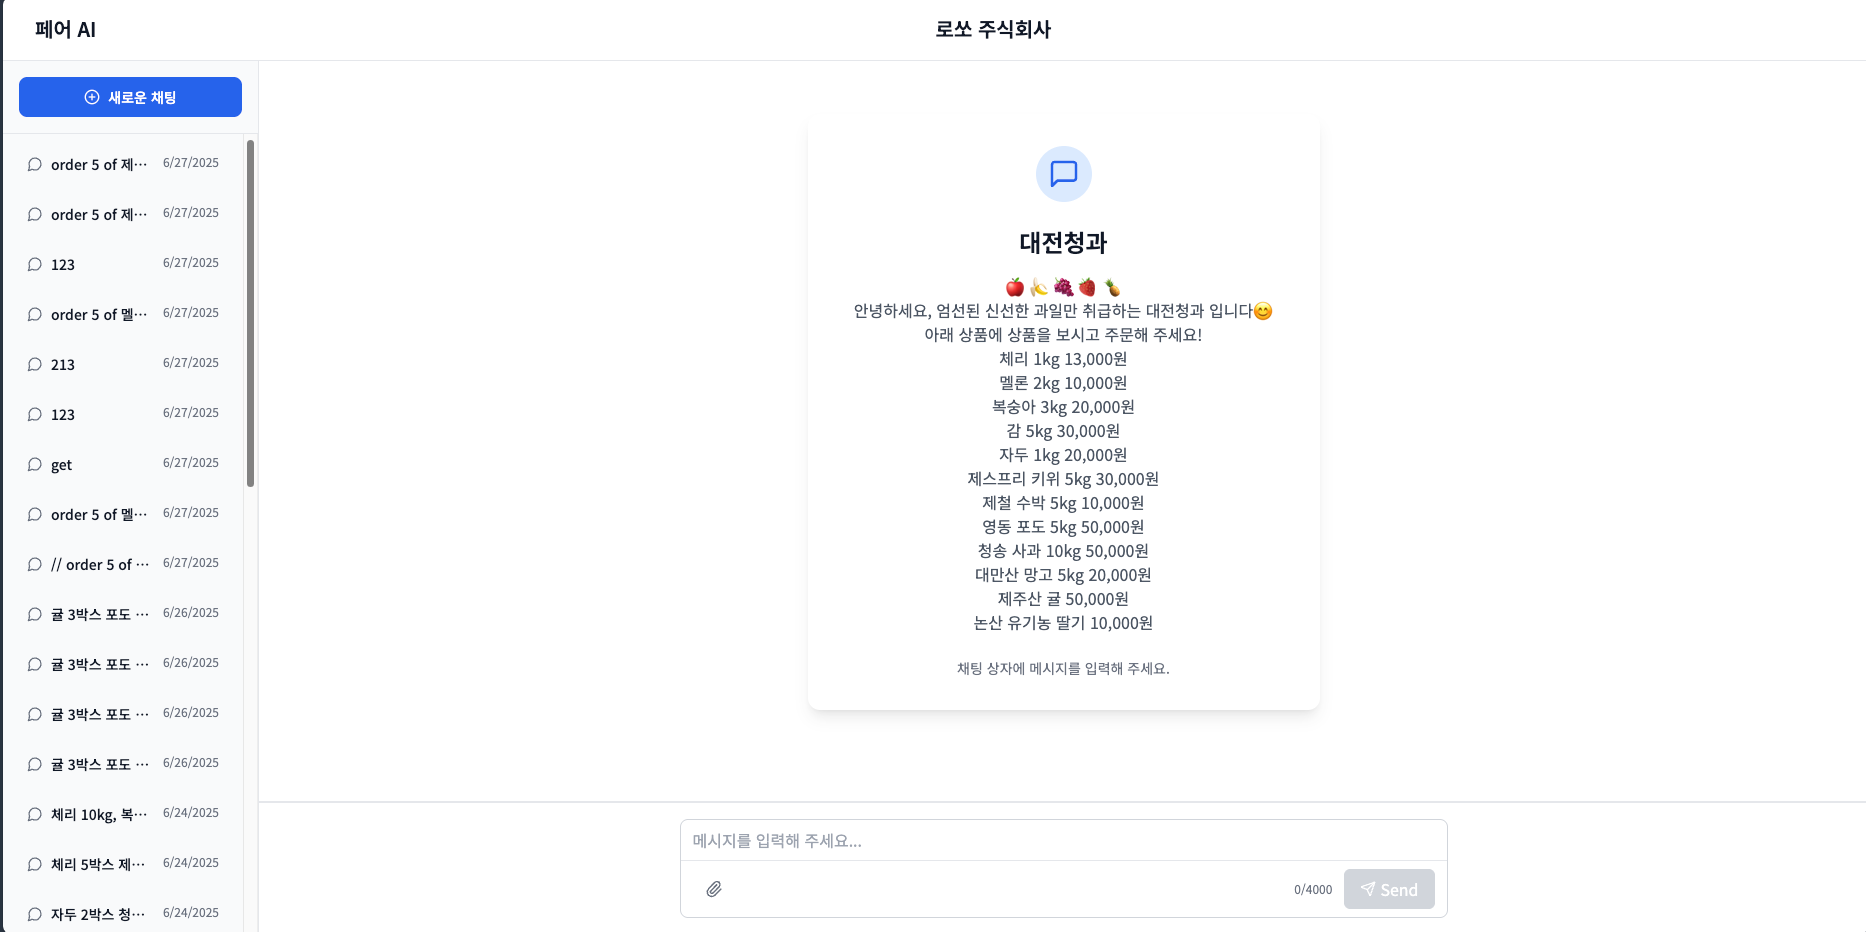 페어 AI
로쏘 주식회사
새로운 채팅
order 5 of 제··· 6/27/2025
order 5 of 제··· 6/27/2025
123 6/27/2025
order 5 of 멜··· 6/27/2025
213 6/27/2025
123 6/27/2025
get 6/27/2025
order 5 of 멜··· 6/27/2025
// order 5 of ··· 6/27/2025
귤 3박스 포도 ··· 6/26/2025
귤 3박스 포도 ··· 6/26/2025
귤 3박스 포도 ··· 6/26/2025
귤 3박스 포도 ··· 6/26/2025
체리 10kg, 복··· 6/24/2025
체리 5박스 제··· 6/24/2025
자두 2박스 청··· 6/24/2025
대전청과
🍎🍌🍇🍓🍍
안녕하세요, 엄선된 신선한 과일만 취급하는 대전청과 입니다😊
아래 상품에 상품을 보시고 주문해 주세요!
체리 1kg 13,000원
멜론 2kg 10,000원
복숭아 3kg 20,000원
감 5kg 30,000원
자두 1kg 20,000원
제스프리 키위 5kg 30,000원
제철 수박 5kg 10,000원
영동 포도 5kg 50,000원
청송 사과 10kg 50,000원
대만산 망고 5kg 20,000원
제주산 귤 50,000원
논산 유기농 딸기 10,000원
채팅 상자에 메시지를 입력해 주세요.
메시지를 입력해 주세요...
0/4000 Send